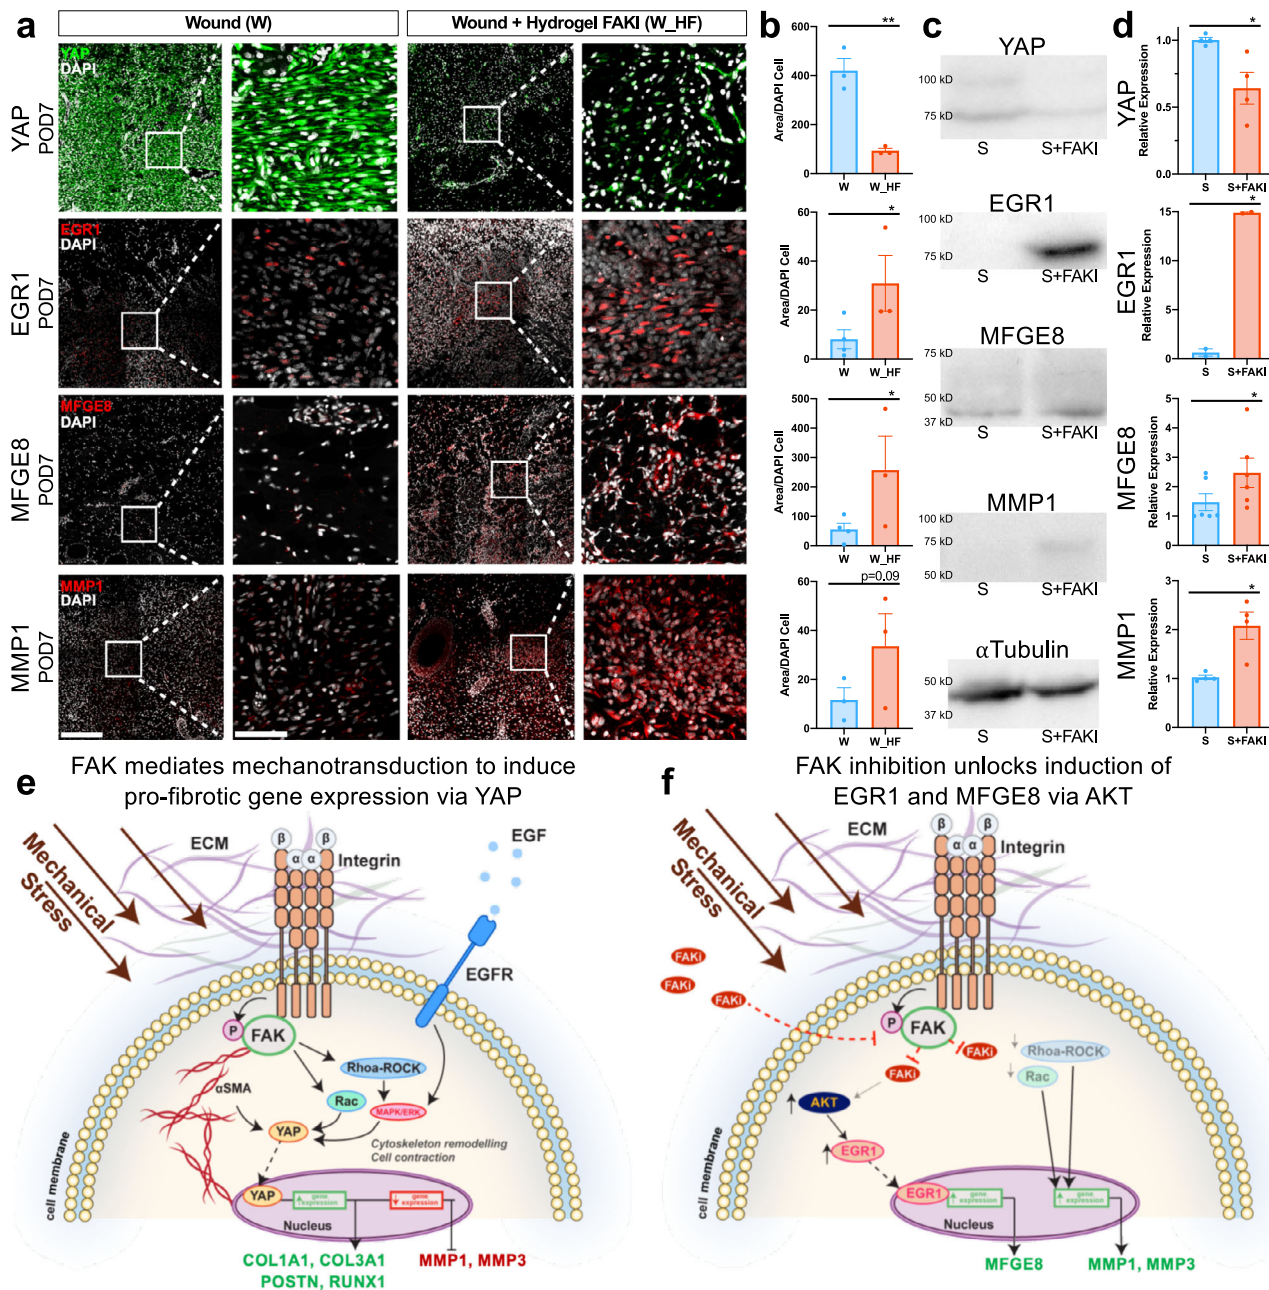 a
Wound (W)
Wound + Hydrogel FAKI (W_HF)
YAP
POD7
YAP
DAPI
EGR1
POD7
EGR1
DAPI
MFGE8
POD7
MFGE8
DAPI
MMP1
POD7
MMP1
DAPI
b
Area/DAPI Cell
600
400
200
0
**
W
W_HF
Area/DAPI Cell
60
40
20
0
*
W
W_HF
Area/DAPI Cell
500
400
300
200
100
0
*
W
W_HF
Area/DAPI Cell
60
40
20
0
p=0.09
W
W_HF
c
YAP
100 kD
75 kD
S
S+FAKI
EGR1
100 kD
75 kD
S
S+FAKI
MFGE8
75 kD
50 kD
37 kD
S
S+FAKI
MMP1
100 kD
75 kD
50 kD
S
S+FAKI
αTubulin
50 kD
37 kD
S
S+FAKI
d
YAP
Relative Expression
1.0
0.5
0.0
*
S
S+FAKI
EGR1
Relative Expression
15
10
5
0
*
S
S+FAKI
MFGE8
Relative Expression
5
4
3
2
1
0
*
S
S+FAKI
MMP1
Relative Expression
3
2
1
0
*
S
S+FAKI
e
FAK mediates mechanotransduction to induce
pro-fibrotic gene expression via YAP
Mechanical
Stress
ECM
β
α
α
β
Integrin
EGF
EGFR
P
FAK
αSMA
Rhoa-ROCK
Rac
MAPK/ERK
YAP
Cytoskeleton remodelling
Cell contraction
cell membrane
YAP
gene
expression
gene
expression
Nucleus
COL1A1, COL3A1
POSTN, RUNX1
MMP1, MMP3
f
FAK inhibition unlocks induction of
EGR1 and MFGE8 via AKT
Mechanical
Stress
ECM
β
α
α
β
Integrin
FAKi
FAKi
FAKi
P
FAK
FAKi
FAKi
Rhoa-ROCK
Rac
AKT
EGR1
cell membrane
EGR1
gene
expression
gene
expression
Nucleus
MFGE8
MMP1, MMP3